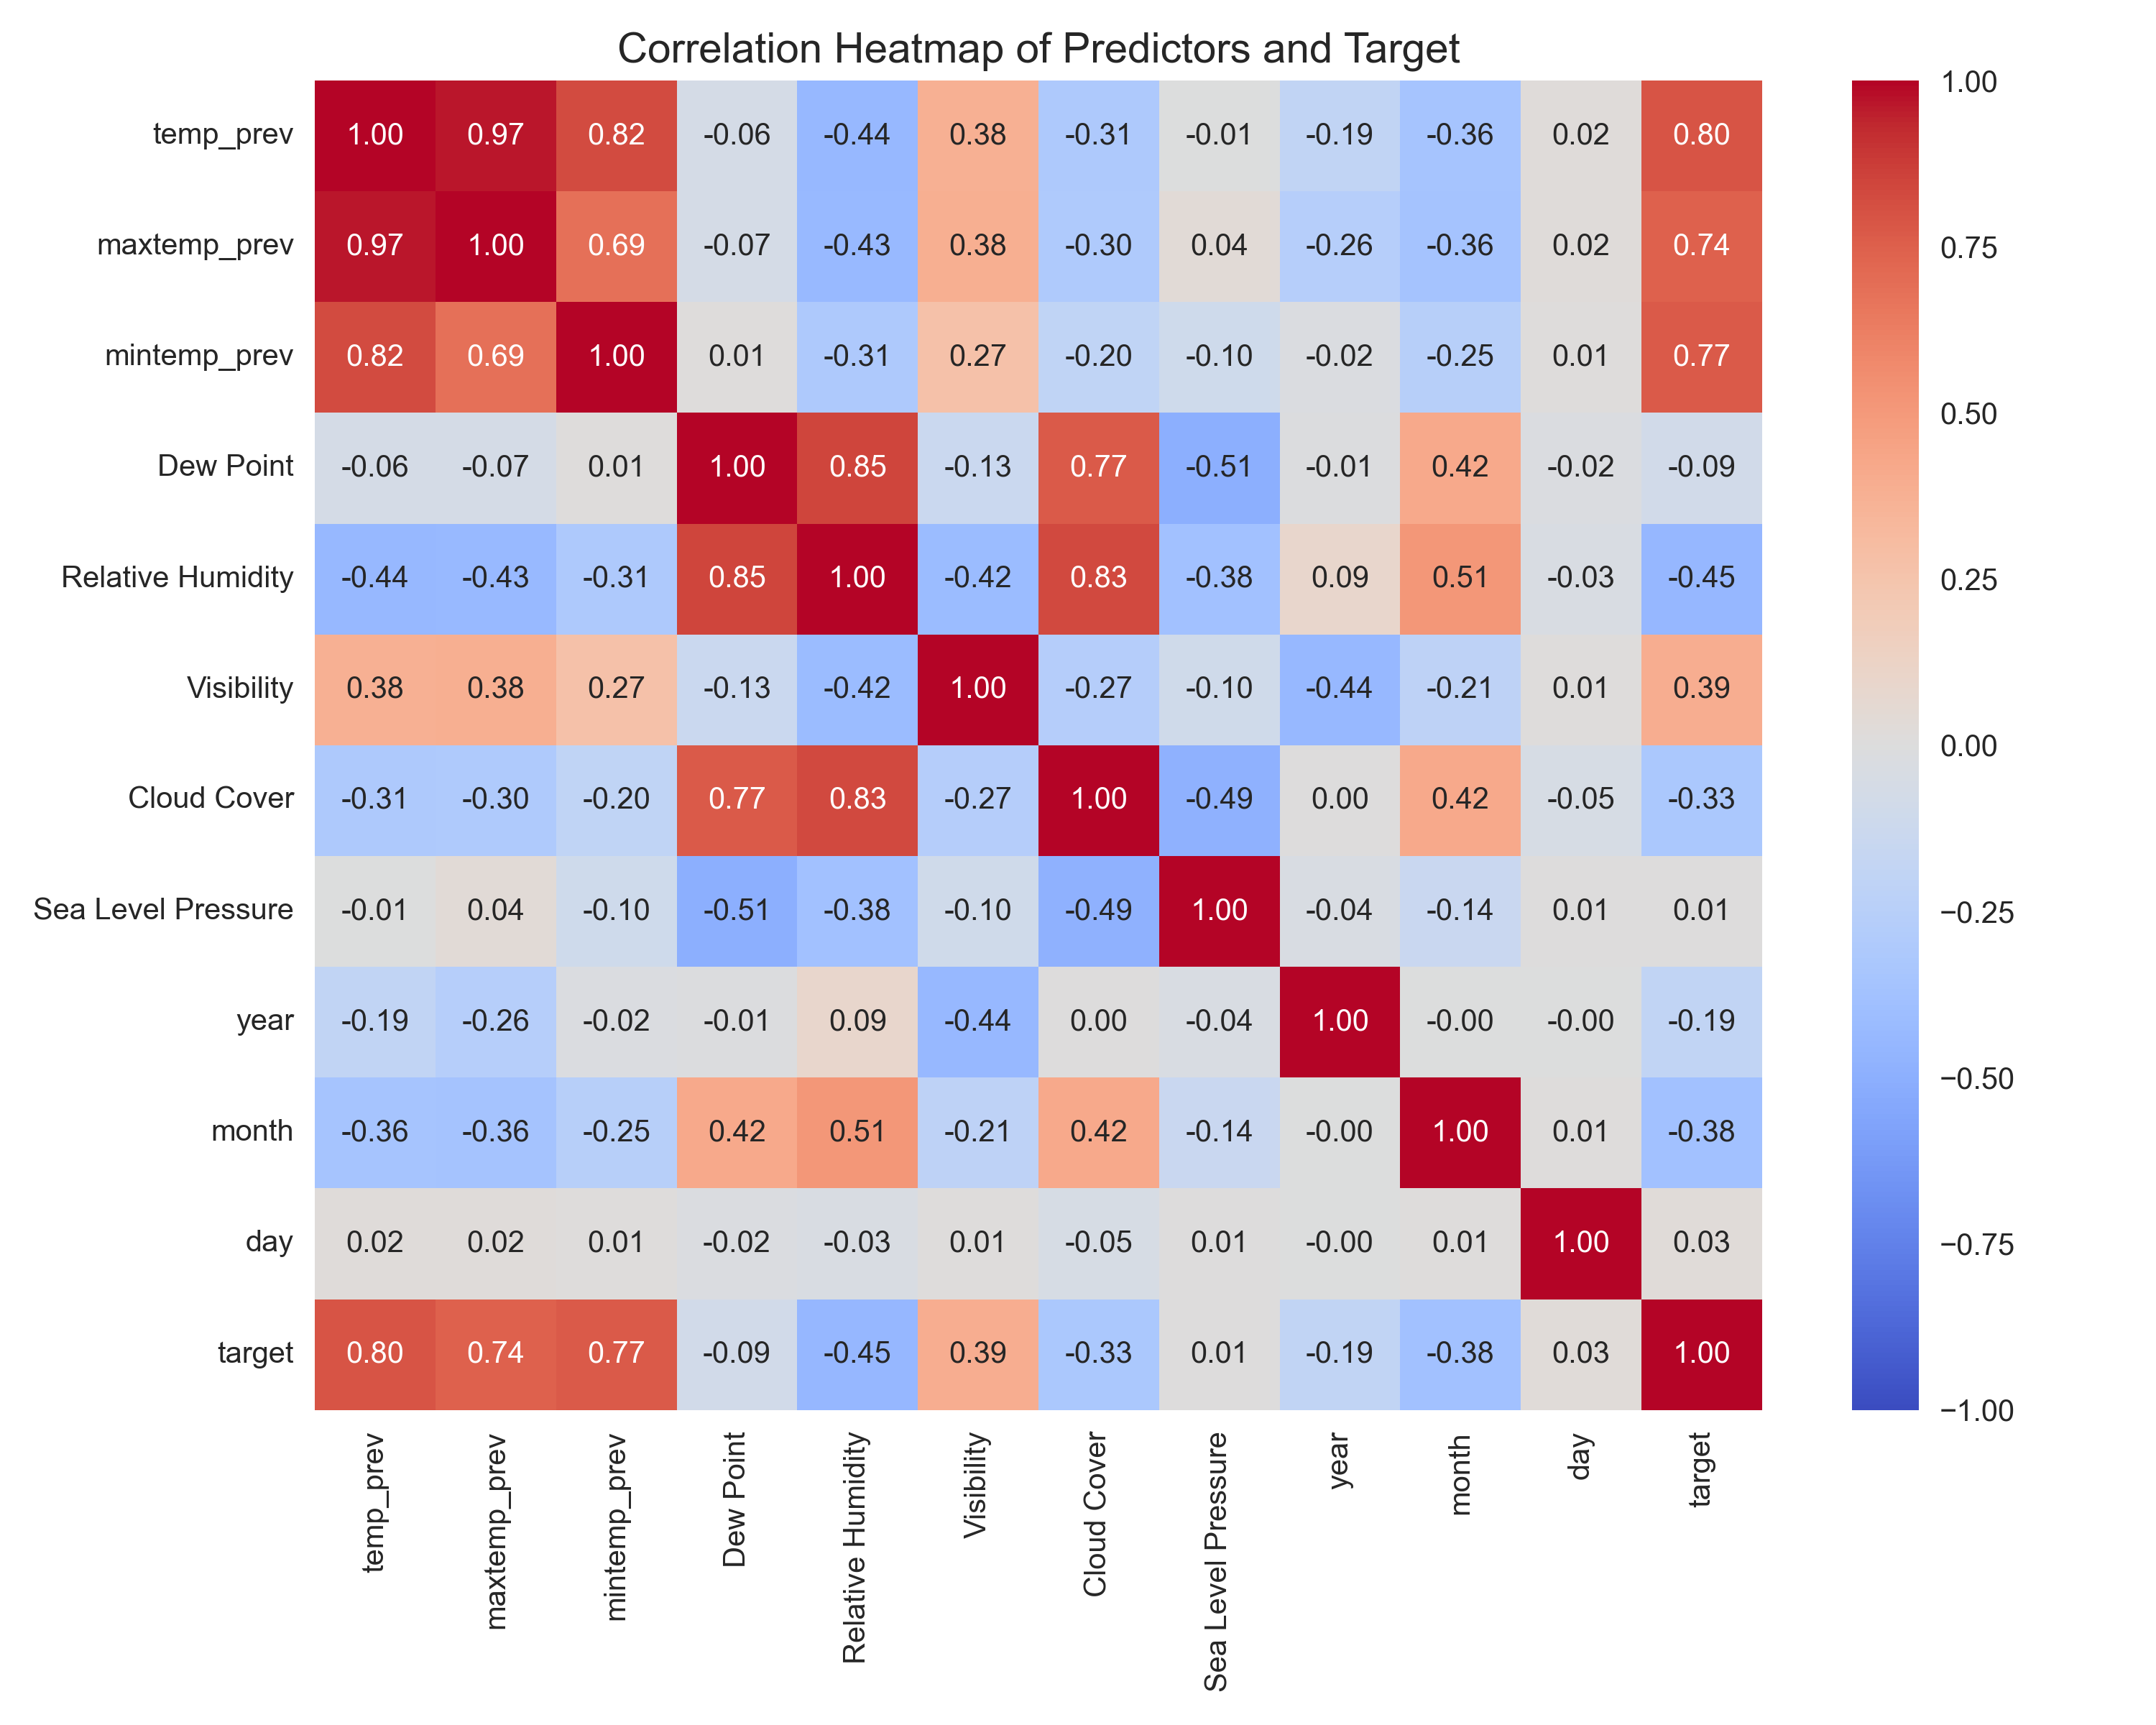 Correlation Heatmap of Predictors and Target
temp_prev 1.00 0.97 0.82 -0.06 -0.44 0.38 -0.31 -0.01 -0.19 -0.36 0.02 0.80
maxtemp_prev 0.97 1.00 0.69 -0.07 -0.43 0.38 -0.30 0.04 -0.26 -0.36 0.02 0.74
mintemp_prev 0.82 0.69 1.00 0.01 -0.31 0.27 -0.20 -0.10 -0.02 -0.25 0.01 0.77
Dew Point -0.06 -0.07 0.01 1.00 0.85 -0.13 0.77 -0.51 -0.01 0.42 -0.02 -0.09
Relative Humidity -0.44 -0.43 -0.31 0.85 1.00 -0.42 0.83 -0.38 0.09 0.51 -0.03 -0.45
Visibility 0.38 0.38 0.27 -0.13 -0.42 1.00 -0.27 -0.10 -0.44 -0.21 0.01 0.39
Cloud Cover -0.31 -0.30 -0.20 0.77 0.83 -0.27 1.00 -0.49 0.00 0.42 -0.05 -0.33
Sea Level Pressure -0.01 0.04 -0.10 -0.51 -0.38 -0.10 -0.49 1.00 -0.04 -0.14 0.01 0.01
year -0.19 -0.26 -0.02 -0.01 0.09 -0.44 0.00 -0.04 1.00 -0.00 -0.00 -0.19
month -0.36 -0.36 -0.25 0.42 0.51 -0.21 0.42 -0.14 -0.00 1.00 0.01 -0.38
day 0.02 0.02 0.01 -0.02 -0.03 0.01 -0.05 0.01 -0.00 0.01 1.00 0.03
target 0.80 0.74 0.77 -0.09 -0.45 0.39 -0.33 0.01 -0.19 -0.38 0.03 1.00
temp_prev
maxtemp_prev
mintemp_prev
Dew Point
Relative Humidity
Visibility
Cloud Cover
Sea Level Pressure
year
month
day
target
1.00
0.75
0.50
0.25
0.00
−0.25
−0.50
−0.75
−1.00